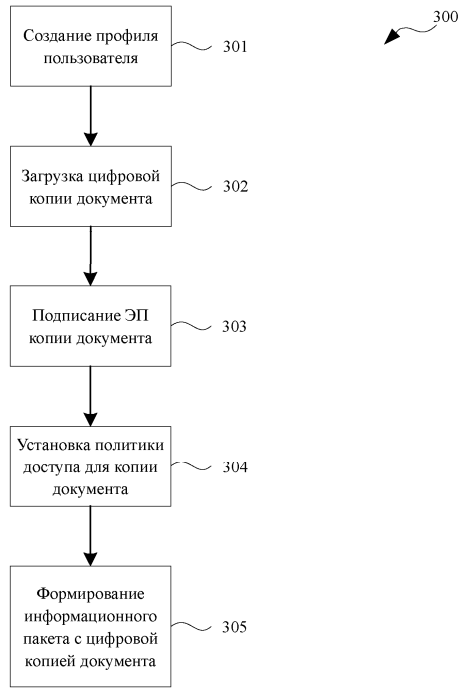 300
Создание профиля
пользователя
301
Загрузка цифровой
копии документа
302
Подписание ЭП
копии документа
303
Установка политики
доступа для копии
документа
304
Формирование
информационного
пакета с цифровой
копией документа
305